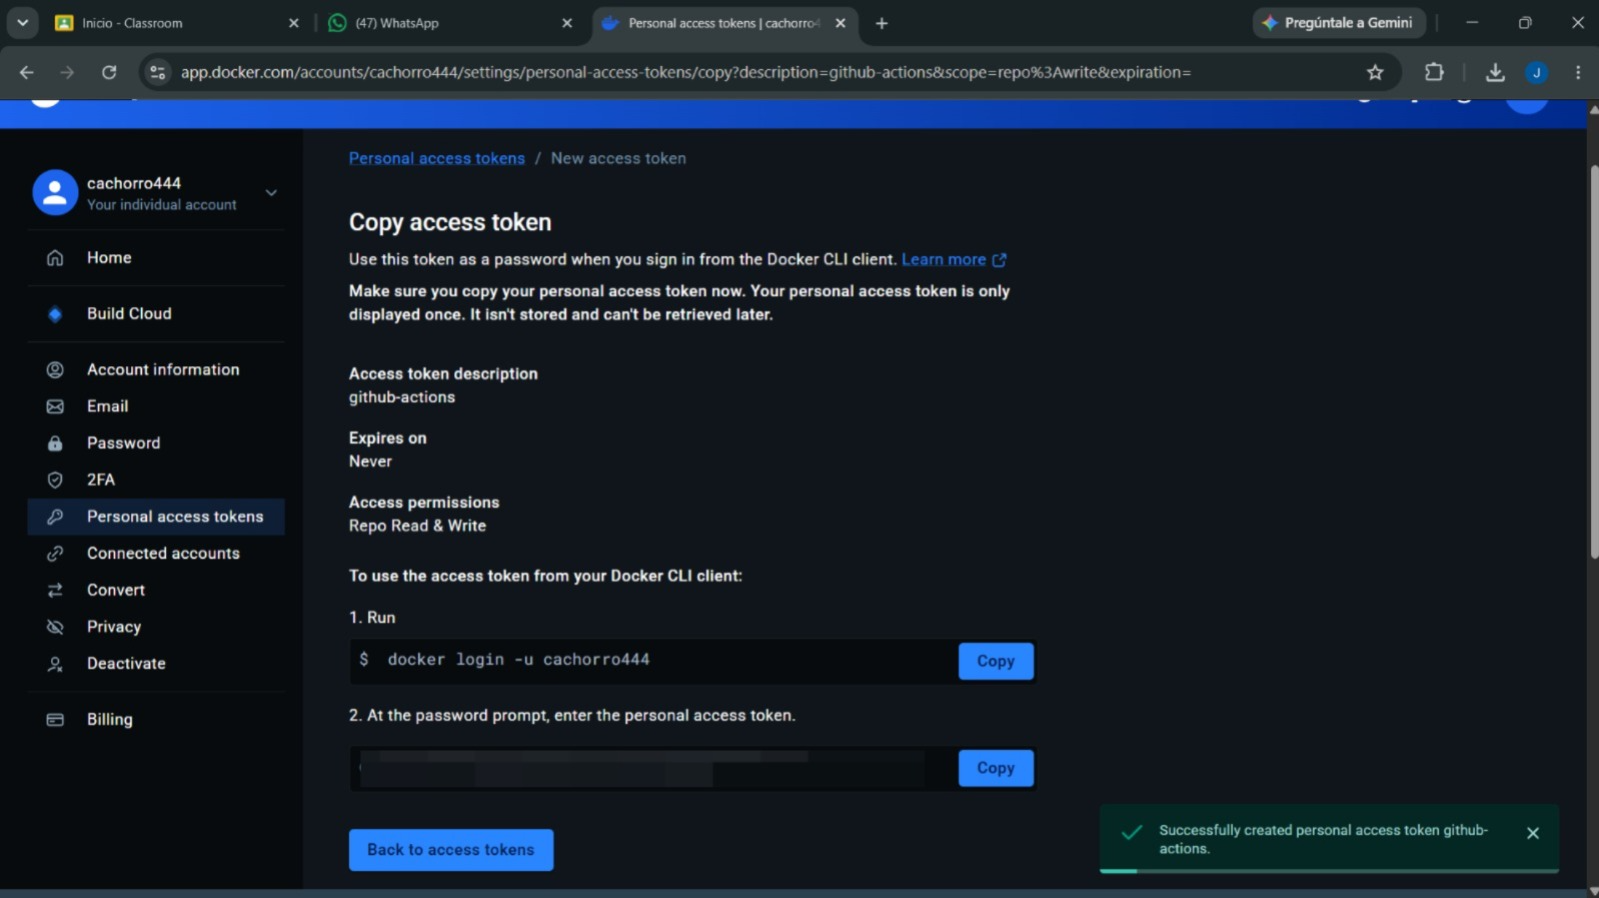 Inicio - Classroom
(47) WhatsApp
Personal access tokens | cachorro4
Pregúntale a Gemini
app.docker.com/accounts/cachorro444/settings/personal-access-tokens/copy?description=github-actions&scope=repo%3Awrite&expiration=
J
cachorro444
Your individual account
Home
Build Cloud
Account information
Email
Password
2FA
Personal access tokens
Connected accounts
Convert
Privacy
Deactivate
Billing
Personal access tokens / New access token
Copy access token
Use this token as a password when you sign in from the Docker CLI client. Learn more
Make sure you copy your personal access token now. Your personal access token is only
displayed once. It isn't stored and can't be retrieved later.
Access token description
github-actions
Expires on
Never
Access permissions
Repo Read & Write
To use the access token from your Docker CLI client:
1. Run
$ docker login -u cachorro444
Copy
2. At the password prompt, enter the personal access token.
Copy
Back to access tokens
Successfully created personal access token github-
actions.